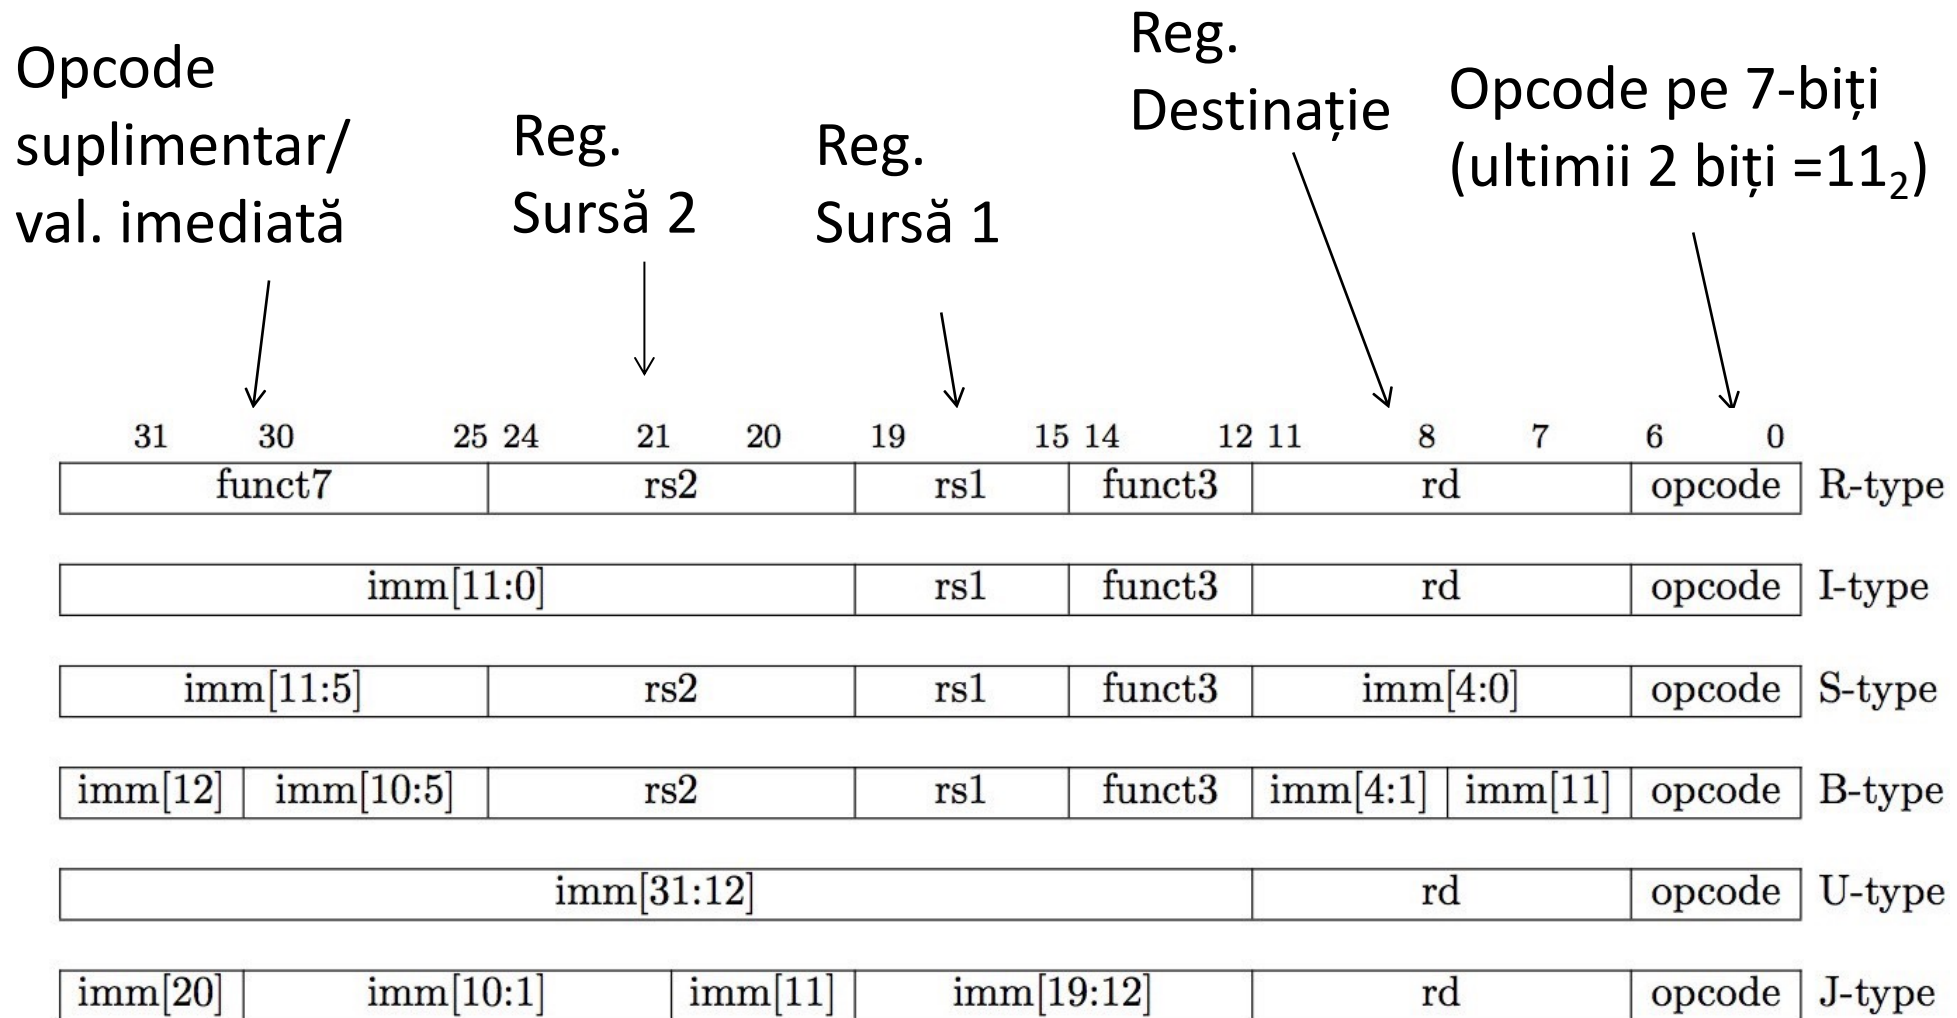 Opcode
suplimentar/
val. imediată
Reg.
Sursă 2
Reg.
Sursă 1
Reg.
Destinație
Opcode pe 7-biți
(ultimii 2 biți =11₂)
31 30 25 24 21 20 19 15 14 12 11 8 7 6 0
funct7 rs2 rs1 funct3 rd opcode R-type
imm[11:0] rs1 funct3 rd opcode I-type
imm[11:5] rs2 rs1 funct3 imm[4:0] opcode S-type
imm[12] imm[10:5] rs2 rs1 funct3 imm[4:1] imm[11] opcode B-type
imm[31:12] rd opcode U-type
imm[20] imm[10:1] imm[11] imm[19:12] rd opcode J-type